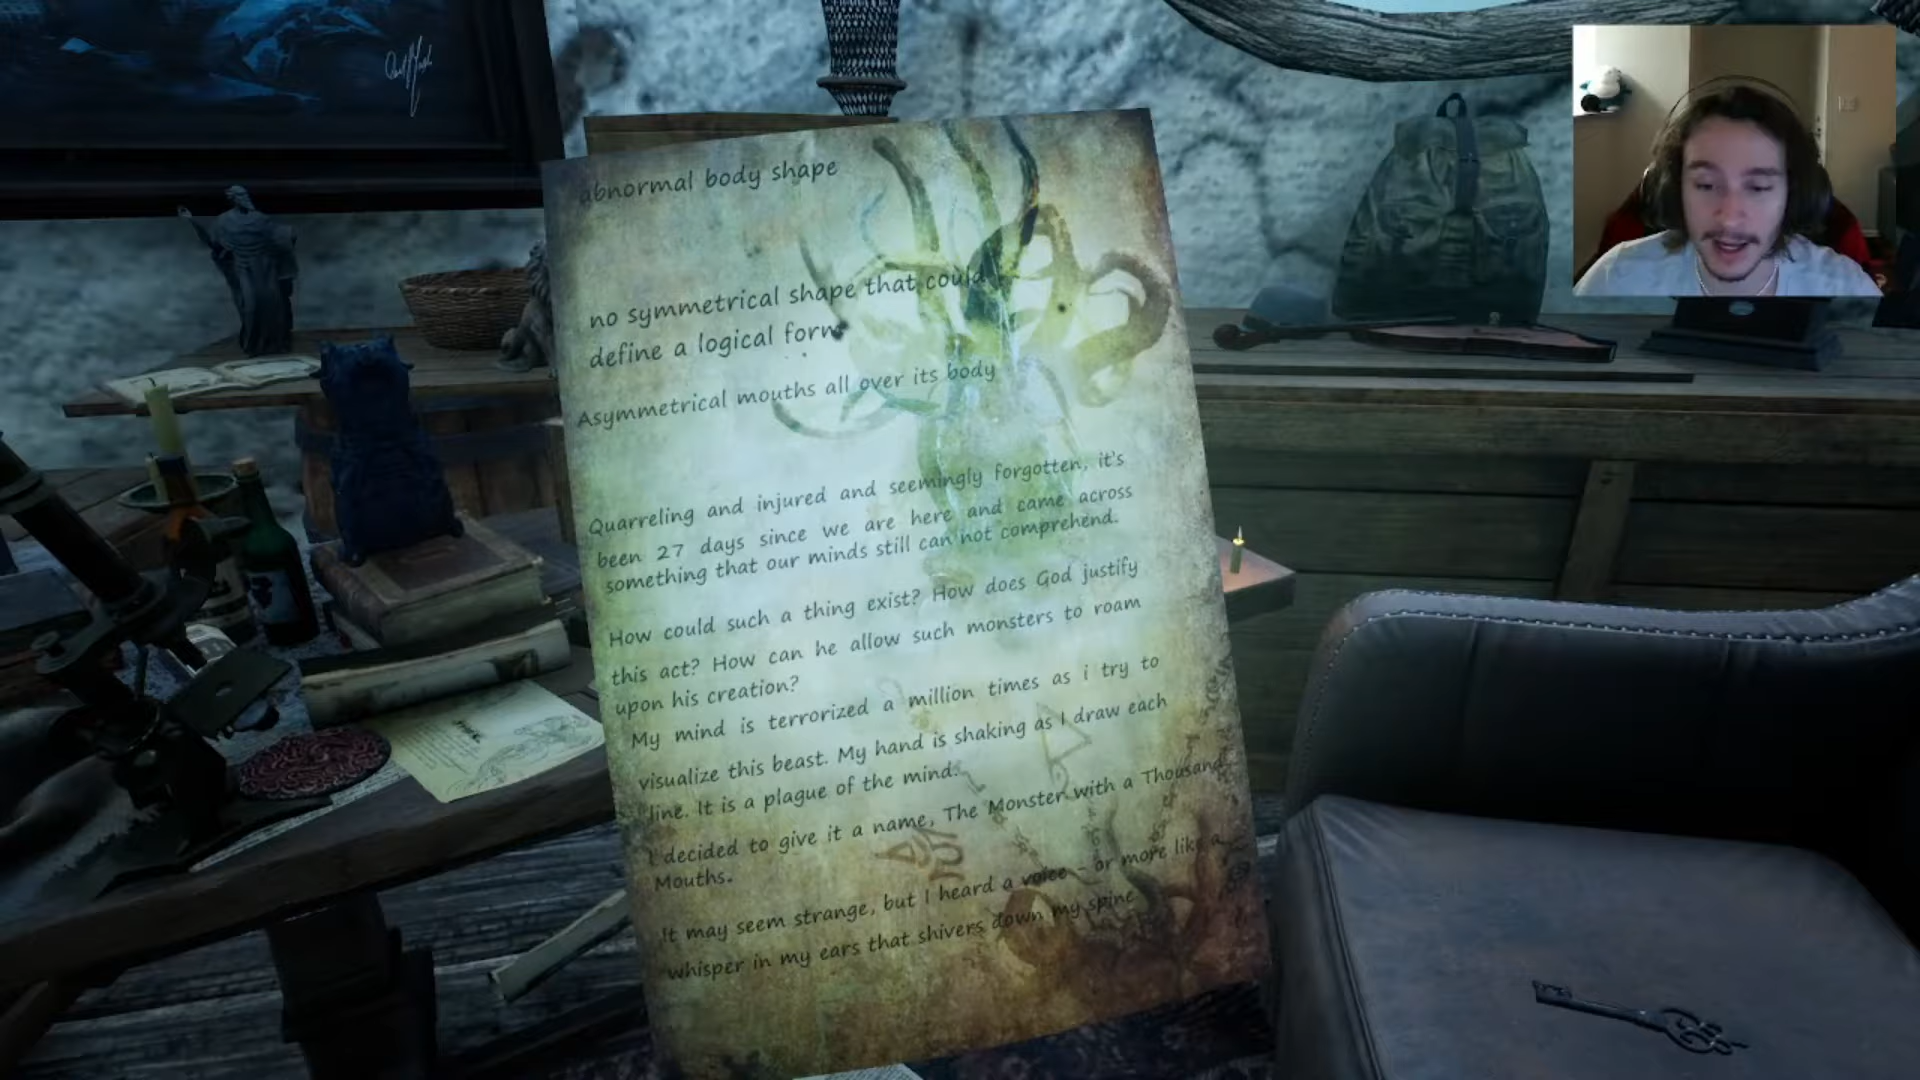 abnormal body shape
no symmetrical shape that could
define a logical form
Asymmetrical mouths all over its body
Quarreling and injured and seemingly forgotten, it's
been 27 days since we are here and came across
something that our minds still can not comprehend.
How could such a thing exist? How does God justify
this act? How can he allow such monsters to roam
upon his creation?
My mind is terrorized a million times as i try to
visualize this beast. My hand is shaking as I draw each
line. It is a plague of the mind.
I decided to give it a name, The Monster with a Thousand
Mouths.
It may seem strange, but I heard a voice - or more like a
whisper in my ears that shivers down my spine